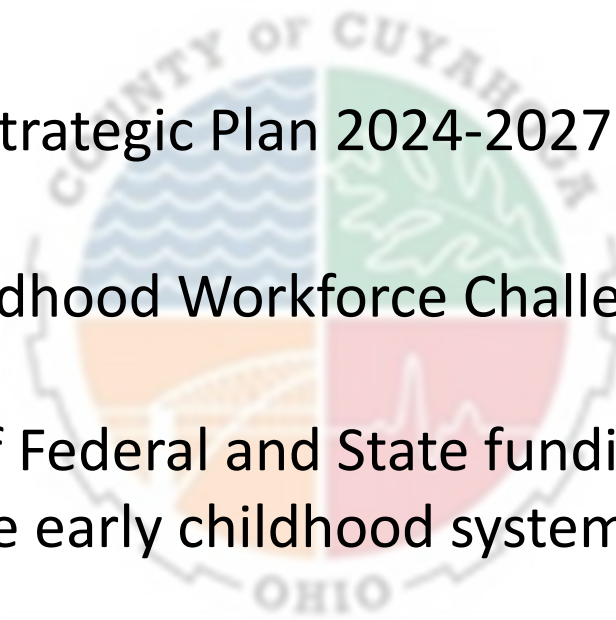 COUNTY OF CUYAHOGA
trategic Plan 2024-2027
dhood Workforce Challe
f Federal and State fundi
e early childhood system
OHIO